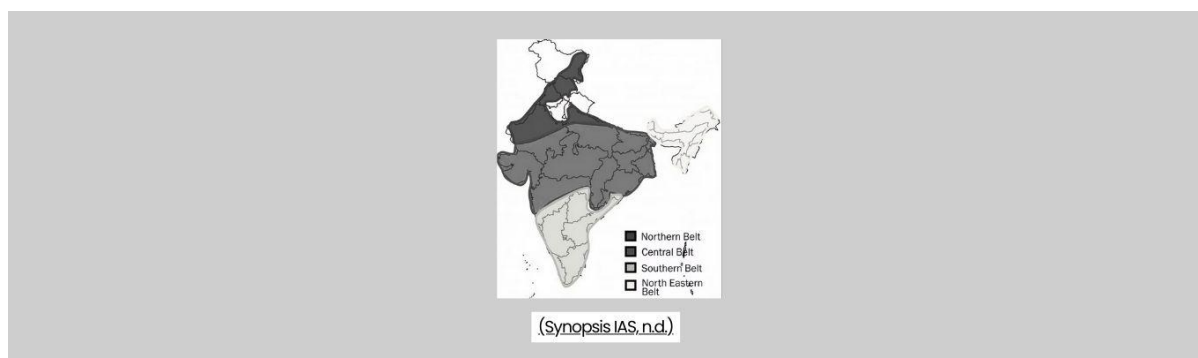 Northern Belt
Central Belt
Southern Belt
North Eastern
Belt
(Synopsis IAS, n.d.)